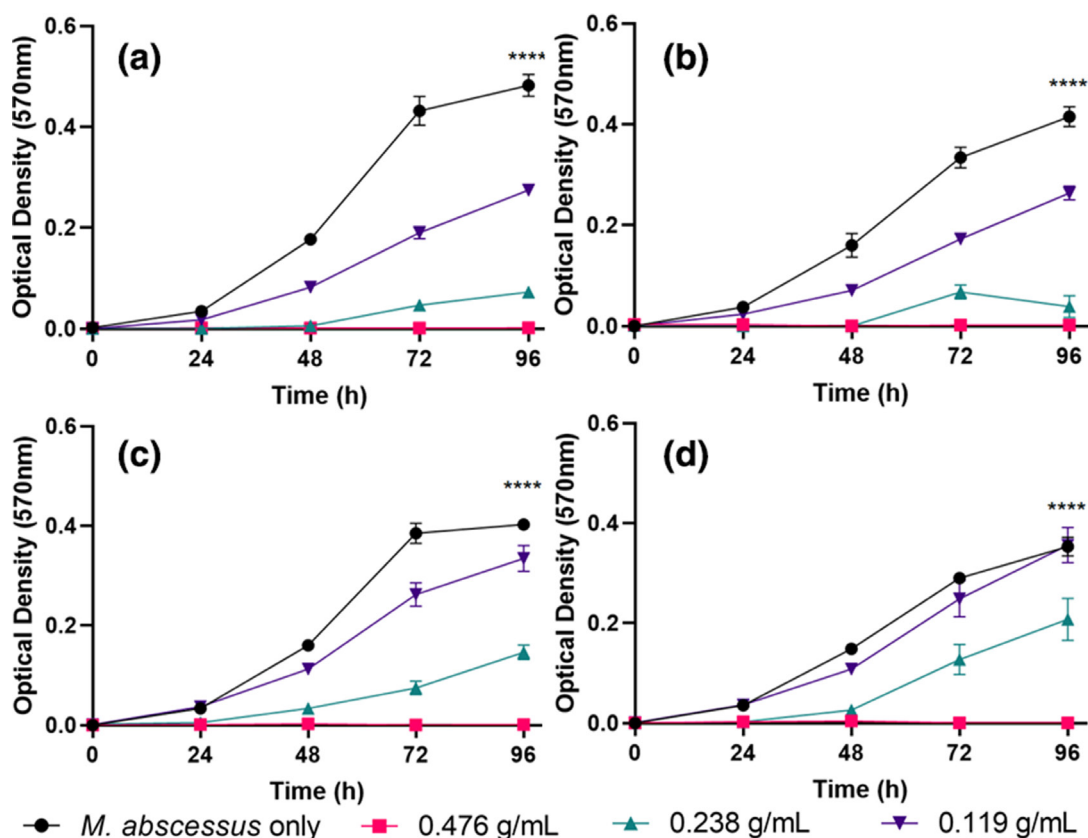 0.6
(a)
****
0.4
0.2
0.0
Optical Density (570nm)
0 24 48 72 96
Time (h)
0.6
(b)
****
0.4
0.2
0.0
Optical Density (570nm)
0 24 48 72 96
Time (h)
0.6
(c)
****
0.4
0.2
0.0
Optical Density (570nm)
0 24 48 72 96
Time (h)
0.6
(d)
****
0.4
0.2
0.0
Optical Density (570nm)
0 24 48 72 96
Time (h)
M. abscessus only 0.476 g/mL 0.238 g/mL 0.119 g/mL